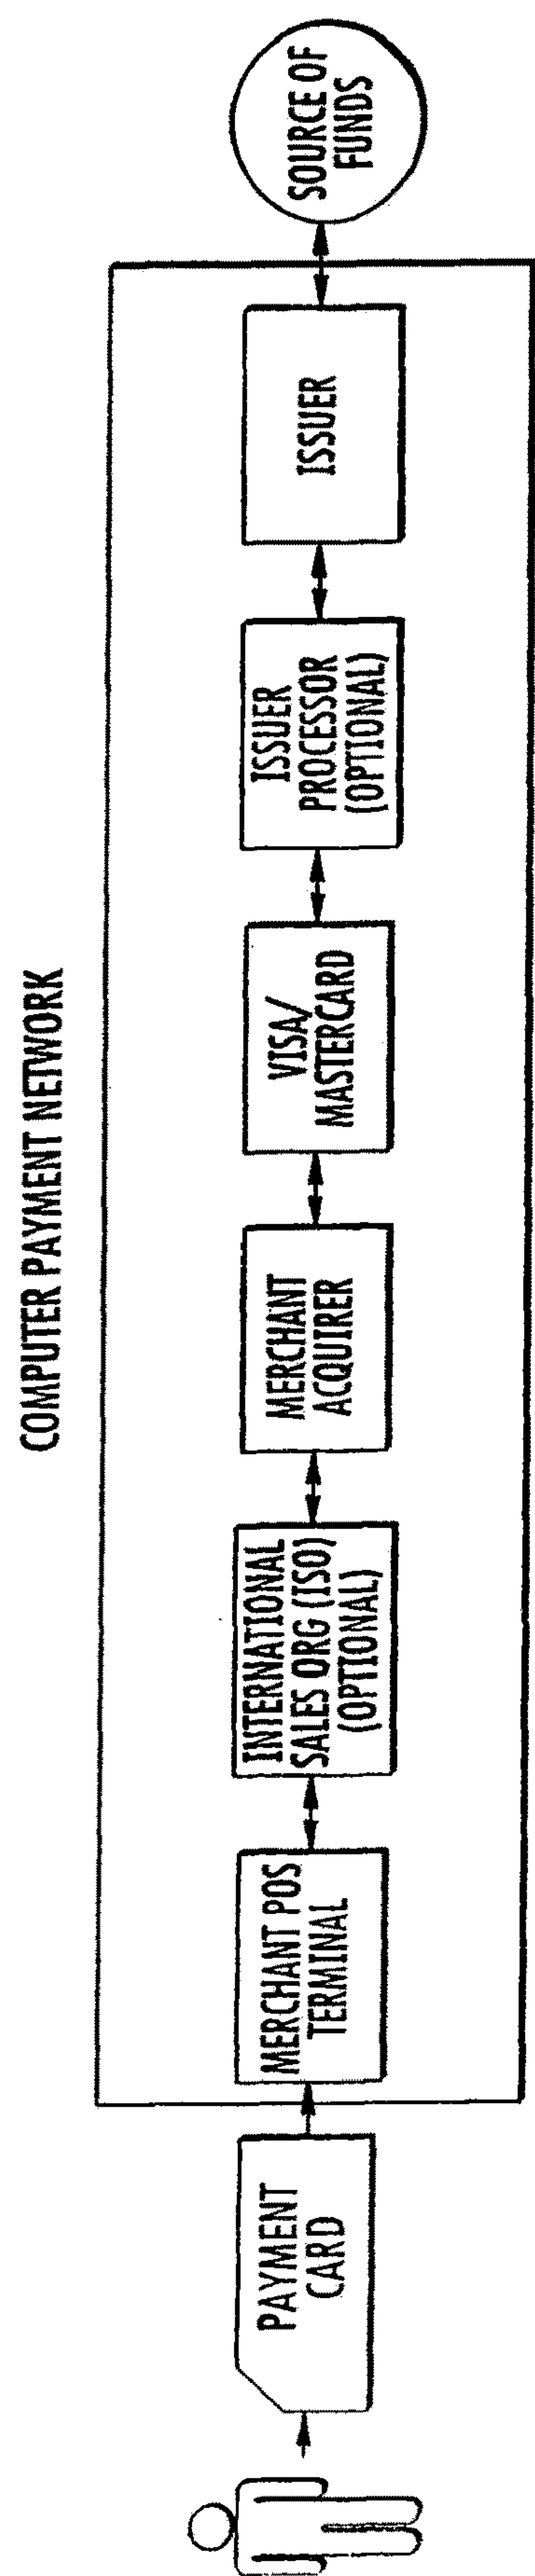 COMPUTER PAYMENT NETWORK
PAYMENT
CARD
MERCHANT POS
TERMINAL
INTERNATIONAL
SALES ORG (ISO)
(OPTIONAL)
MERCHANT
ACQUIRER
VISA/
MASTERCARD
ISSUER
PROCESSOR
(OPTIONAL)
ISSUER
SOURCE OF
FUNDS